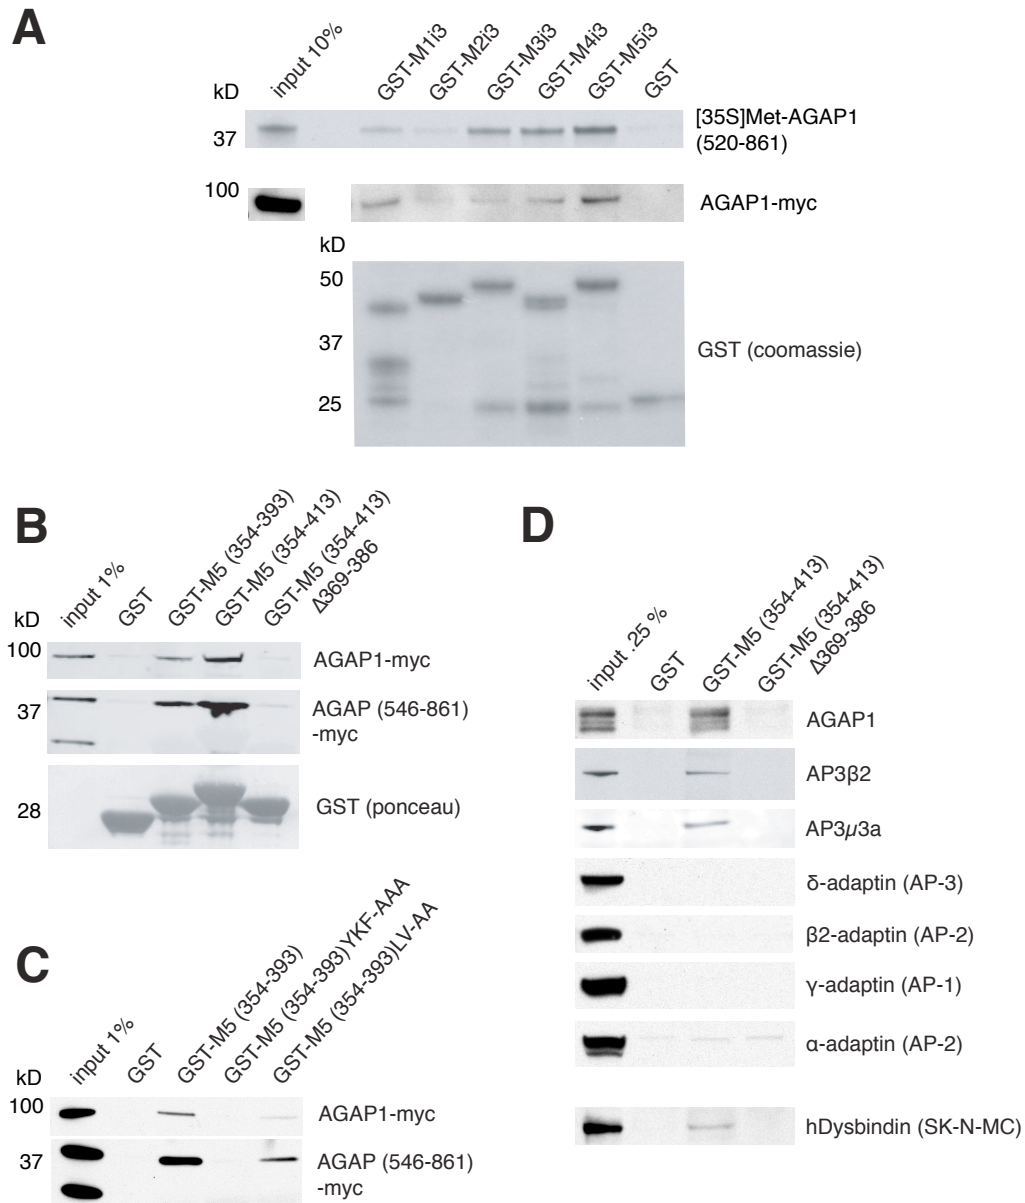 A
input 10%
GST-M1i3
GST-M2i3
GST-M3i3
GST-M4i3
GST-M5i3
GST
kD
37
[35S]Met-AGAP1
(520-861)
100
AGAP1-myc
kD
50
37
25
GST (coomassie)
B
input 1%
GST
GST-M5 (354-393)
GST-M5 (354-413)
GST-M5 (354-413)
Δ369-386
kD
100
AGAP1-myc
37
AGAP (546-861)
-myc
28
GST (ponceau)
C
input 1%
GST
GST-M5 (354-393)
GST-M5 (354-393)YKF-AAA
GST-M5 (354-393)LV-AA
kD
100
AGAP1-myc
37
AGAP (546-861)
-myc
D
input .25 %
GST
GST-M5 (354-413)
GST-M5 (354-413)
Δ369-386
AGAP1
AP3β2
AP3µ3a
δ-adaptin (AP-3)
β2-adaptin (AP-2)
γ-adaptin (AP-1)
α-adaptin (AP-2)
hDysbindin (SK-N-MC)